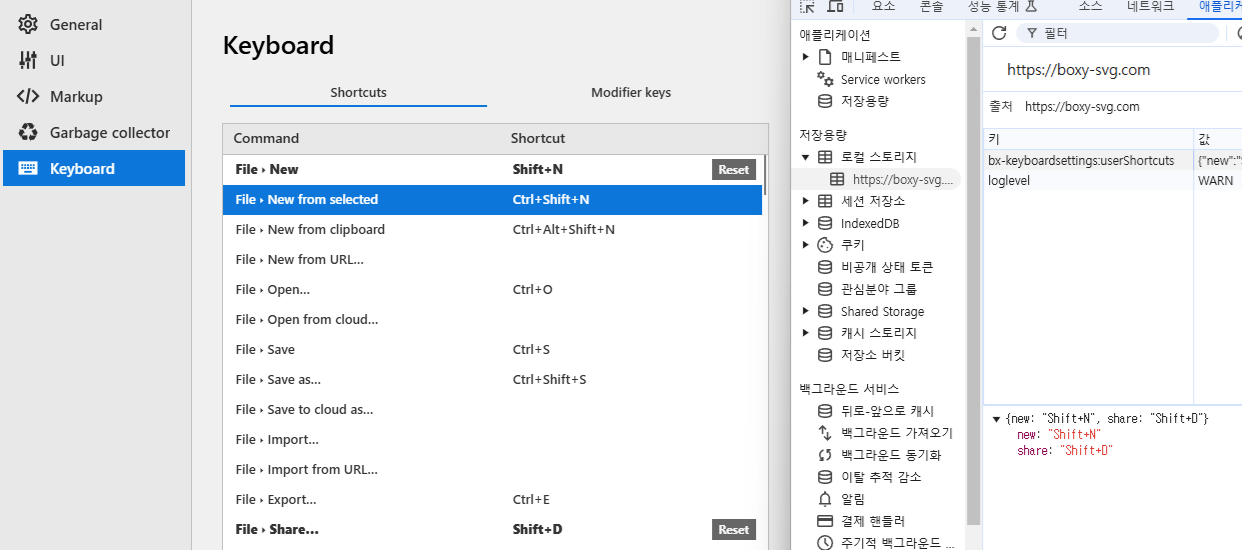 General
UI
Markup
Garbage collector
Keyboard
Keyboard
Shortcuts Modifier keys
Command Shortcut
File › New Shift+N Reset
File › New from selected Ctrl+Shift+N
File › New from clipboard Ctrl+Alt+Shift+N
File › New from URL...
File › Open... Ctrl+O
File › Open from cloud...
File › Save Ctrl+S
File › Save as... Ctrl+Shift+S
File › Save to cloud as...
File › Import...
File › Import from URL...
File › Export... Ctrl+E
File › Share... Shift+D Reset
요소 콘솔 성능 통계 소스 네트워크 애플리케
애플리케이션
매니페스트
Service workers
저장용량
저장용량
로컬 스토리지
https://boxy-svg....
세션 저장소
IndexedDB
쿠키
비공개 상태 토큰
관심분야 그룹
Shared Storage
캐시 스토리지
저장소 버킷
백그라운드 서비스
뒤로-앞으로 캐시
백그라운드 가져오기
백그라운드 동기화
이탈 추적 감소
알림
결제 핸들러
주기적 백그라운드 ...
필터
https://boxy-svg.com
출처 https://boxy-svg.com
키 값
bx-keyboardsettings:userShortcuts {"new":"
loglevel WARN
{new: "Shift+N", share: "Shift+D"}
new: "Shift+N"
share: "Shift+D"